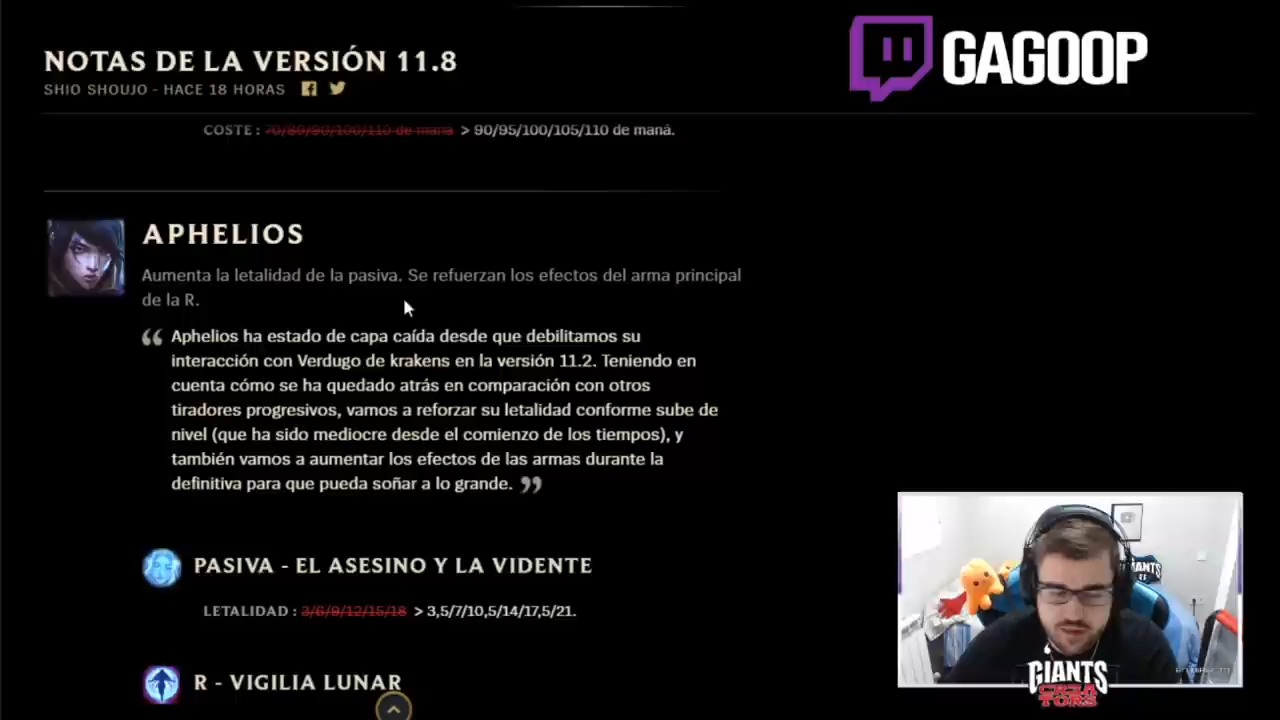 NOTAS DE LA VERSIÓN 11.8
SHIO SHOUJO - HACE 18 HORAS
GAGOOP
COSTE : 70/80/90/100/110 de maná > 90/95/100/105/110 de maná.
APHELIOS
Aumenta la letalidad de la pasiva. Se refuerzan los efectos del arma principal
de la R.
“ Aphelios ha estado de capa caída desde que debilitamos su
interacción con Verdugo de krakens en la versión 11.2. Teniendo en
cuenta cómo se ha quedado atrás en comparación con otros
tiradores progresivos, vamos a reforzar su letalidad conforme sube de
nivel (que ha sido mediocre desde el comienzo de los tiempos), y
también vamos a aumentar los efectos de las armas durante la
definitiva para que pueda soñar a lo grande. ”
PASIVA - EL ASESINO Y LA VIDENTE
LETALIDAD : 3/6/9/12/15/18 > 3,5/7/10,5/14/17,5/21.
R - VIGILIA LUNAR
GIANTS
GIANTS
CREA
TORS